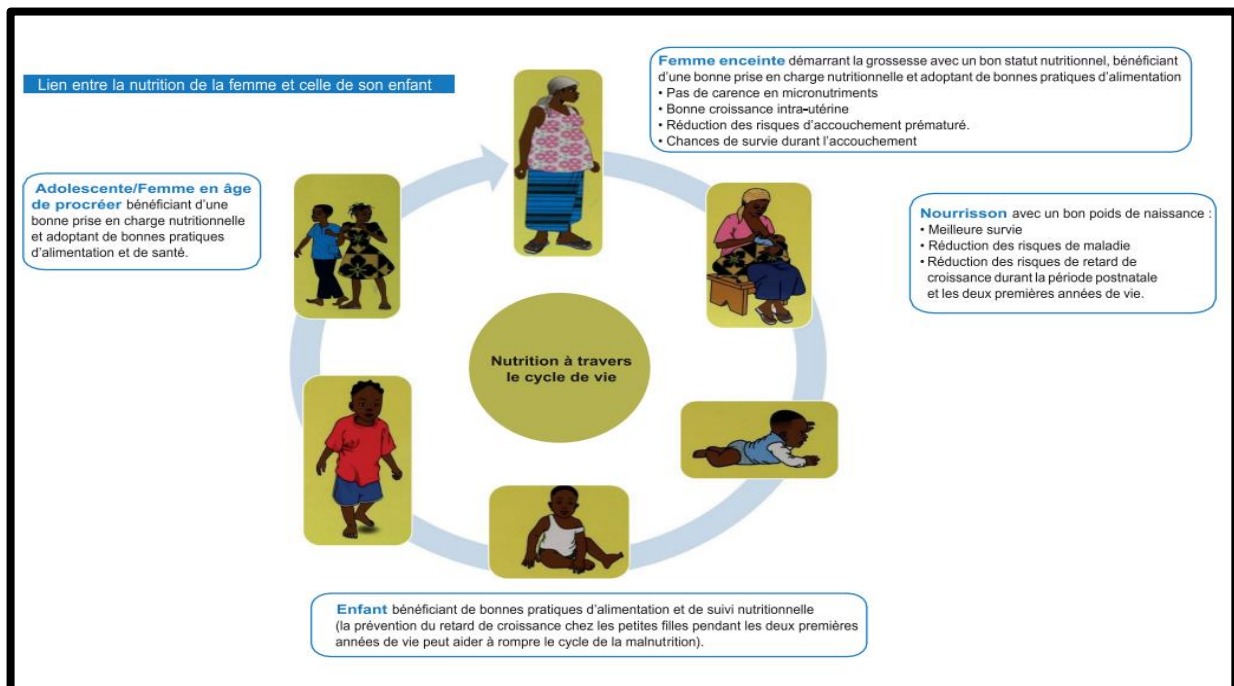 Lien entre la nutrition de la femme et celle de son enfant
Femme enceinte démarrant la grossesse avec un bon statut nutritionnel, bénéficiant
d'une bonne prise en charge nutritionnelle et adoptant de bonnes pratiques d'alimentation
• Pas de carence en micronutriments
• Bonne croissance intra-utérine
• Réduction des risques d'accouchement prématuré.
• Chances de survie durant l'accouchement
Adolescente/Femme en âge
de procréer bénéficiant d'une
bonne prise en charge nutritionnelle
et adoptant de bonnes pratiques
d'alimentation et de santé.
Nourrisson avec un bon poids de naissance :
• Meilleure survie
• Réduction des risques de maladie
• Réduction des risques de retard de
croissance durant la période postnatale
et les deux premières années de vie.
Nutrition à travers
le cycle de vie
Enfant bénéficiant de bonnes pratiques d'alimentation et de suivi nutritionnelle
(la prévention du retard de croissance chez les petites filles pendant les deux premières
années de vie peut aider à rompre le cycle de la malnutrition).